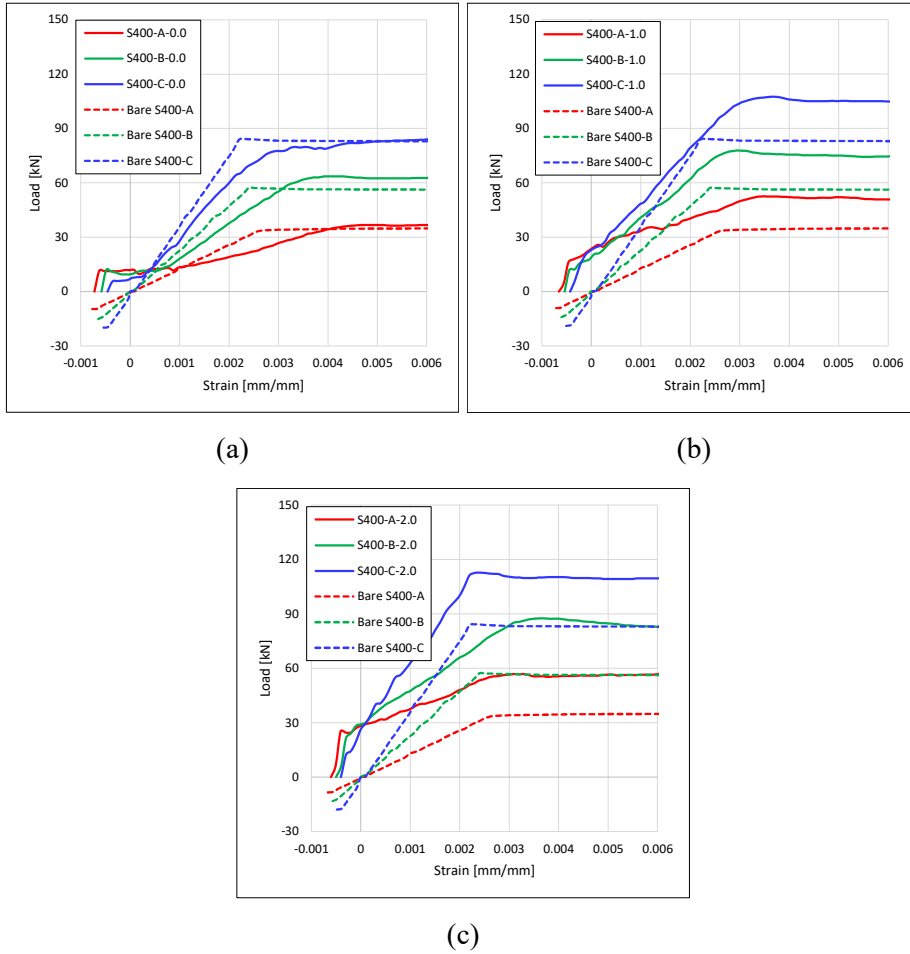 150
120
90
60
30
0
-30
Load [kN]
S400-A-0.0
S400-B-0.0
S400-C-0.0
Bare S400-A
Bare S400-B
Bare S400-C
-0.001 0 0.001 0.002 0.003 0.004 0.005 0.006
Strain [mm/mm]
(a)
150
120
90
60
30
0
-30
Load [kN]
S400-A-1.0
S400-B-1.0
S400-C-1.0
Bare S400-A
Bare S400-B
Bare S400-C
-0.001 0 0.001 0.002 0.003 0.004 0.005 0.006
Strain [mm/mm]
(b)
150
120
90
60
30
0
-30
Load [kN]
S400-A-2.0
S400-B-2.0
S400-C-2.0
Bare S400-A
Bare S400-B
Bare S400-C
-0.001 0 0.001 0.002 0.003 0.004 0.005 0.006
Strain [mm/mm]
(c)